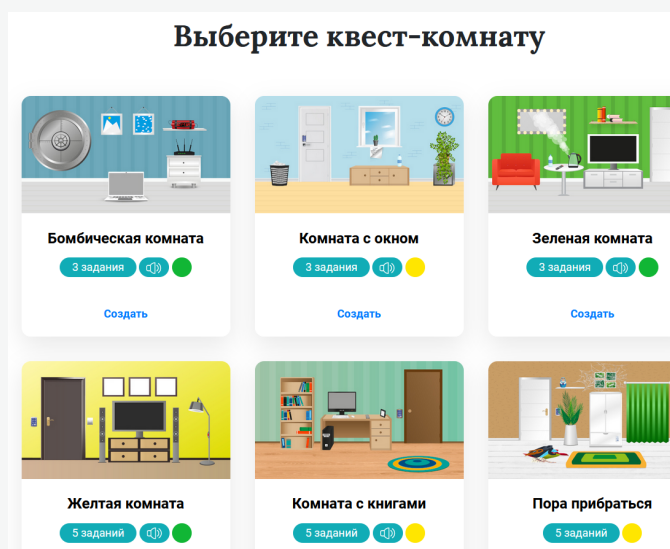 Выберите квест-комнату
Бомбическая комната
3 задания
Создать
Комната с окном
3 задания
Создать
Зеленая комната
3 задания
Создать
Желтая комната
5 заданий
Комната с книгами
5 заданий
Пора прибраться
5 заданий